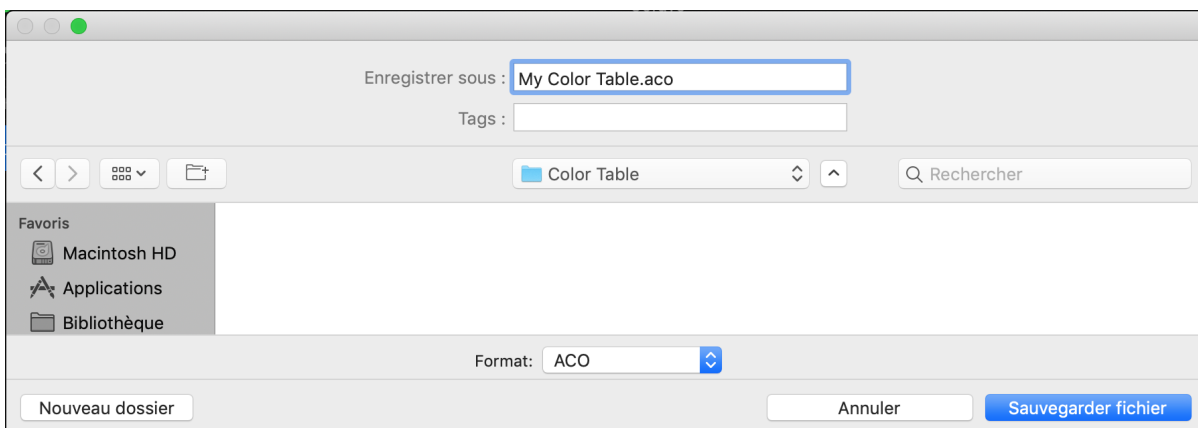 Enregistrer sous : My Color Table.aco
Tags :
Color Table Rechercher
Favoris
Macintosh HD
Applications
Bibliothèque
Format: ACO
Nouveau dossier Annuler Sauvegarder fichier